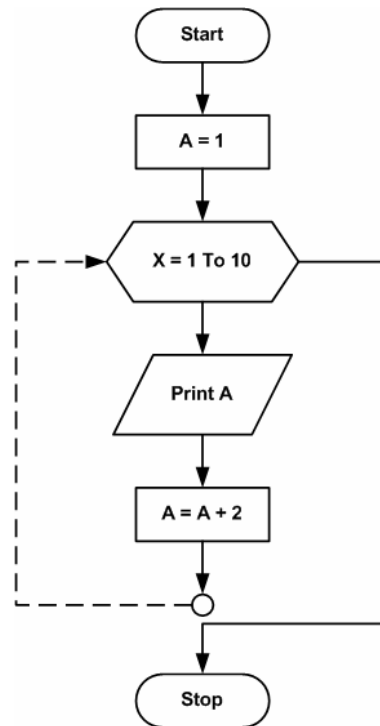 Start
A = 1
X = 1 To 10
Print A
A = A + 2
Stop